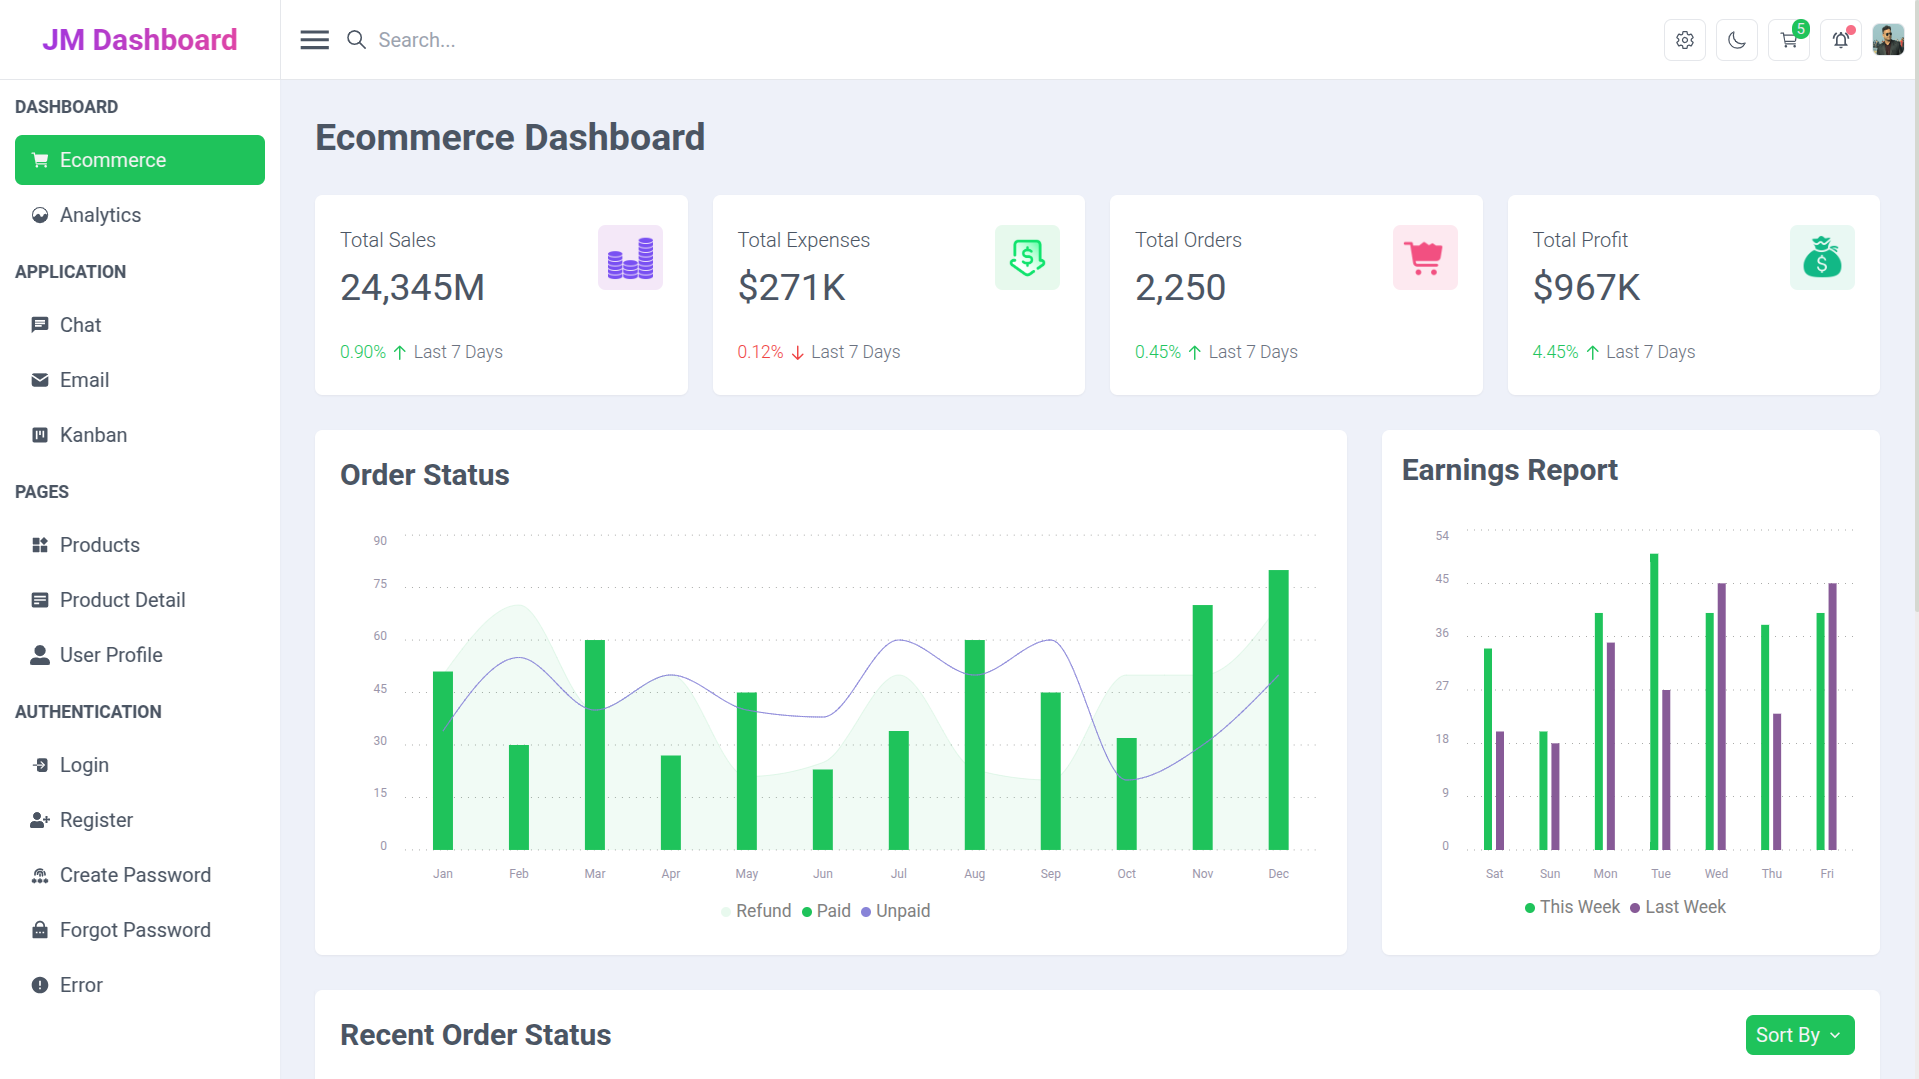 JM Dashboard
Search...
5
DASHBOARD
Ecommerce
Analytics
APPLICATION
Chat
Email
Kanban
PAGES
Products
Product Detail
User Profile
AUTHENTICATION
Login
Register
Create Password
Forgot Password
Error
Ecommerce Dashboard
Total Sales
24,345M
0.90% Last 7 Days
Total Expenses
$271K
0.12% Last 7 Days
Total Orders
2,250
0.45% Last 7 Days
Total Profit
$967K
4.45% Last 7 Days
Order Status
90
75
60
45
30
15
0
Jan Feb Mar Apr May Jun Jul Aug Sep Oct Nov Dec
Refund Paid Unpaid
Earnings Report
54
45
36
27
18
9
0
Sat Sun Mon Tue Wed Thu Fri
This Week Last Week
Recent Order Status
Sort By